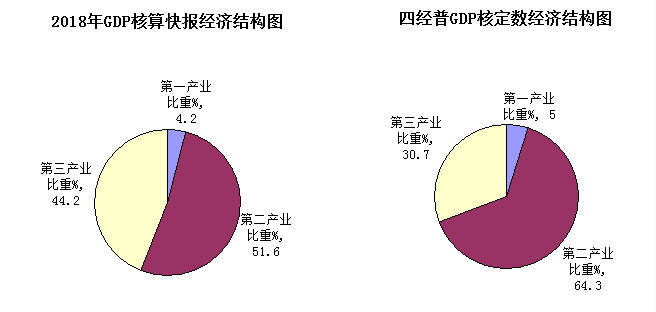 2018年GDP核算快报经济结构图
第一产业
比重%,
4.2
第三产业
比重%,
44.2
第二产业
比重%,
51.6
四经普GDP核定数经济结构图
第一产业
比重%, 5
第三产业
比重%,
30.7
第二产业
比重%,
64.3